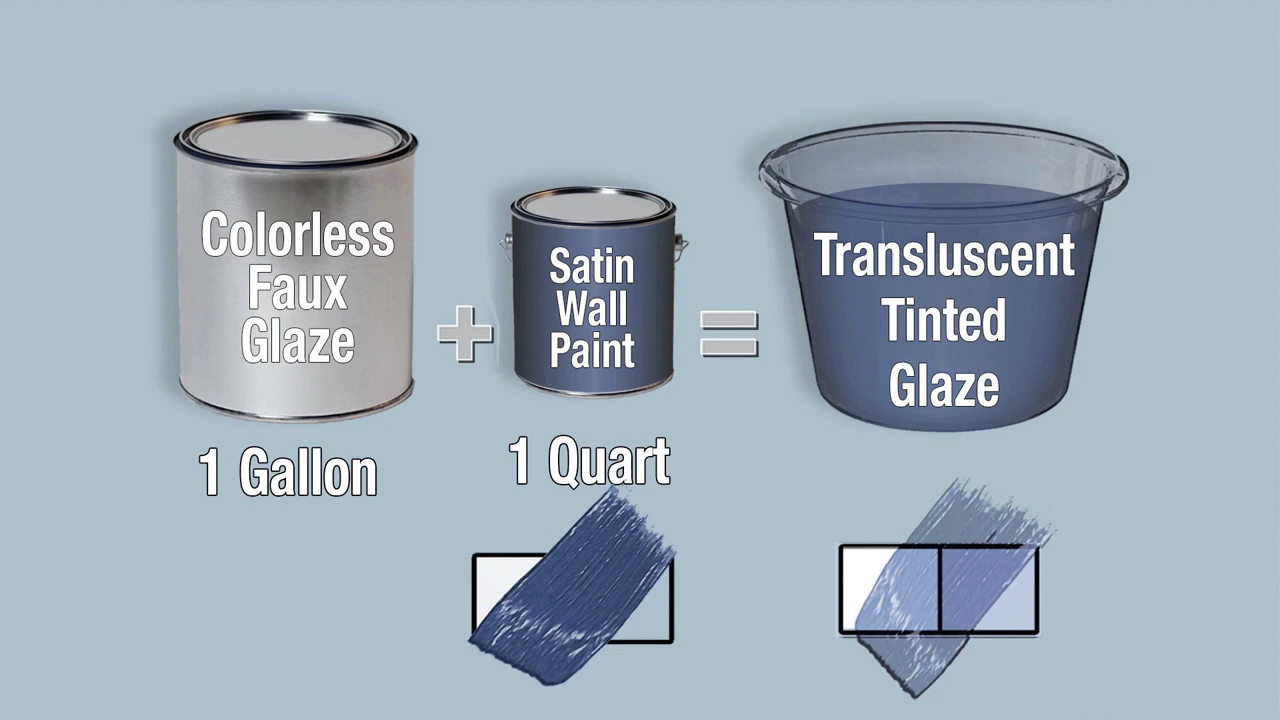 Colorless
Faux
Glaze
1 Gallon
+
Satin
Wall
Paint
1 Quart
=
Transluscent
Tinted
Glaze